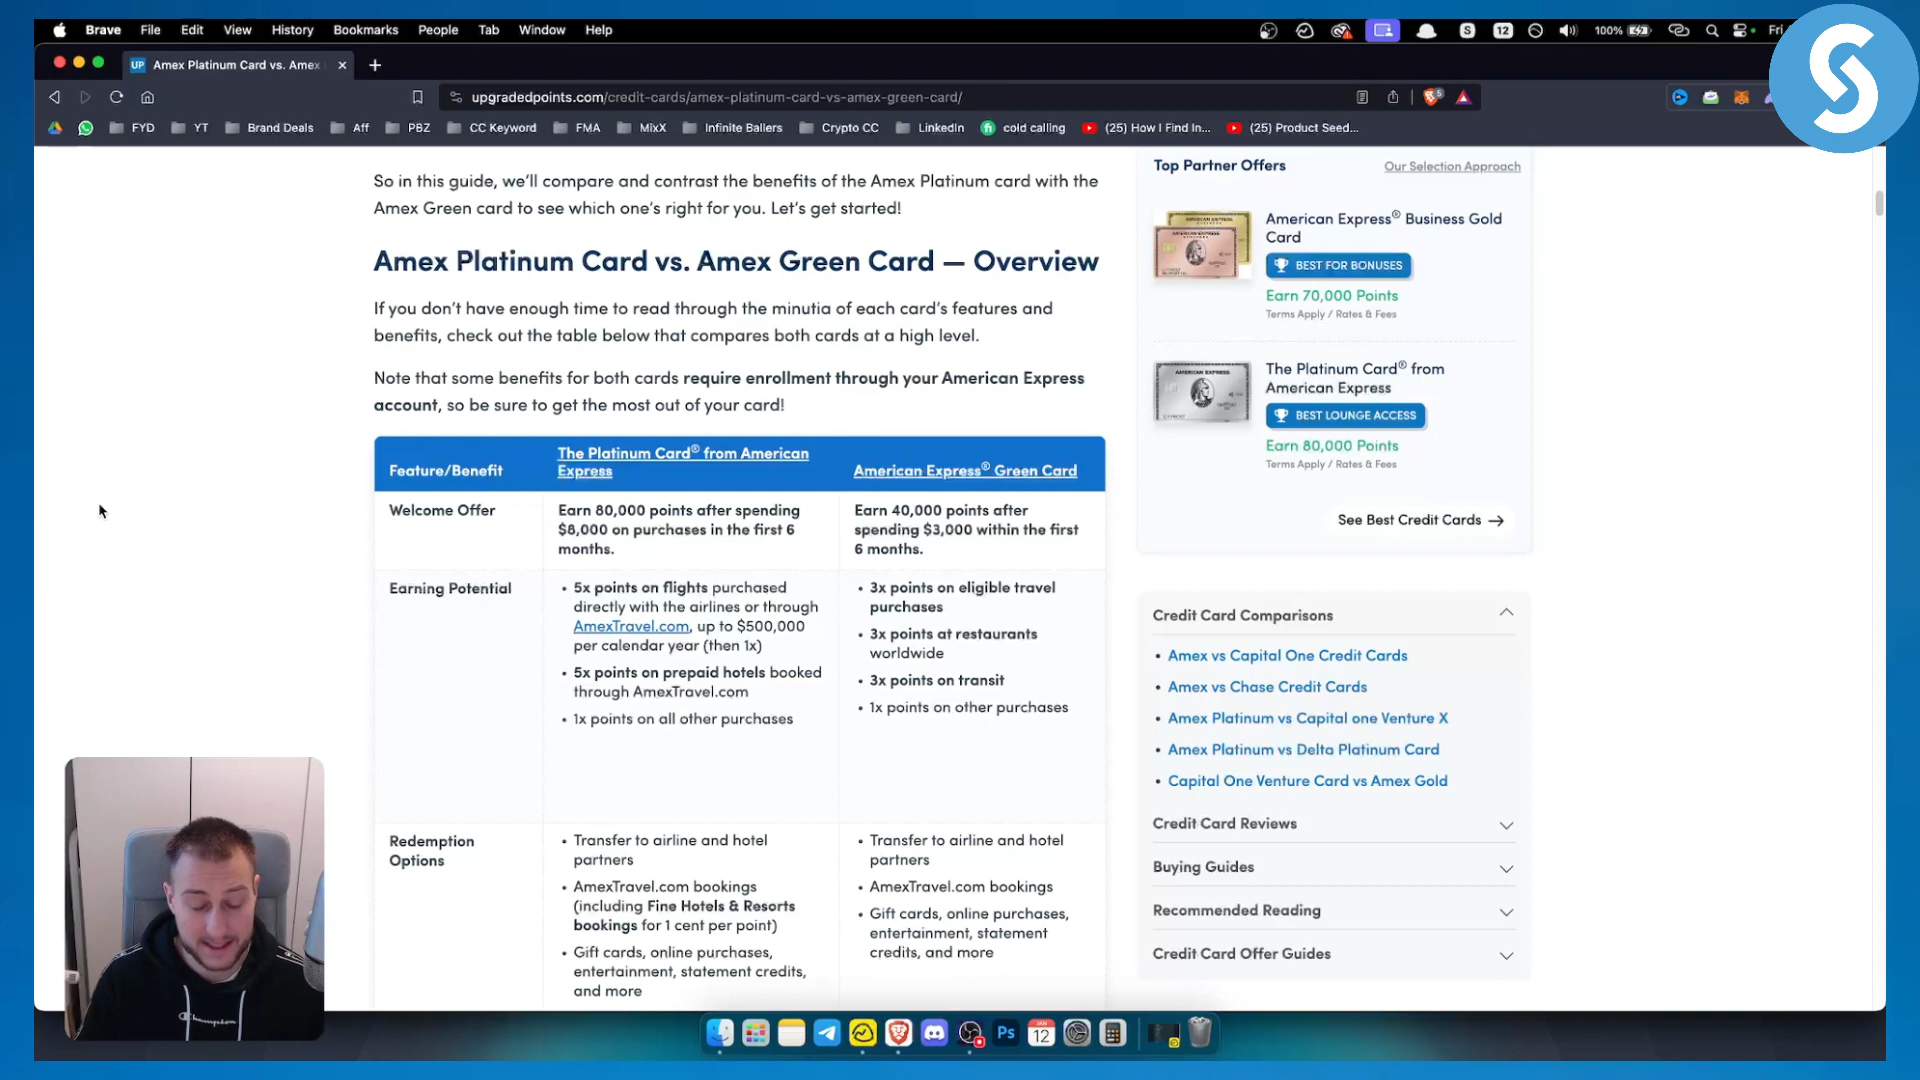 Brave File Edit View History Bookmarks People Tab Window Help
S 12 100% Fri
UP Amex Platinum Card vs. Amex
upgradedpoints.com/credit-cards/amex-platinum-card-vs-amex-green-card/
5
FYD YT Brand Deals Aff PBZ CC Keyword FMA MixX Infinite Ballers Crypto CC LinkedIn cold calling (25) How I Find In... (25) Product Seed...
So in this guide, we'll compare and contrast the benefits of the Amex Platinum card with the
Amex Green card to see which one's right for you. Let's get started!
Amex Platinum Card vs. Amex Green Card — Overview
If you don't have enough time to read through the minutia of each card's features and
benefits, check out the table below that compares both cards at a high level.
Note that some benefits for both cards require enrollment through your American Express
account, so be sure to get the most out of your card!
Feature/Benefit
The Platinum Card® from American
Express
American Express® Green Card
Welcome Offer
Earn 80,000 points after spending
$8,000 on purchases in the first 6
months.
Earn 40,000 points after
spending $3,000 within the first
6 months.
Earning Potential
• 5x points on flights purchased
directly with the airlines or through
AmexTravel.com, up to $500,000
per calendar year (then 1x)
• 5x points on prepaid hotels booked
through AmexTravel.com
• 1x points on all other purchases
• 3x points on eligible travel
purchases
• 3x points at restaurants
worldwide
• 3x points on transit
• 1x points on other purchases
Redemption
Options
• Transfer to airline and hotel
partners
• AmexTravel.com bookings
(including Fine Hotels & Resorts
bookings for 1 cent per point)
• Gift cards, online purchases,
entertainment, statement credits,
and more
• Transfer to airline and hotel
partners
• AmexTravel.com bookings
• Gift cards, online purchases,
entertainment, statement
credits, and more
Top Partner Offers
Our Selection Approach
American Express® Business Gold
Card
BEST FOR BONUSES
Earn 70,000 Points
Terms Apply / Rates & Fees
AMERICAN EXPRESS
The Platinum Card® from
American Express
BEST LOUNGE ACCESS
Earn 80,000 Points
Terms Apply / Rates & Fees
See Best Credit Cards →
Credit Card Comparisons
• Amex vs Capital One Credit Cards
• Amex vs Chase Credit Cards
• Amex Platinum vs Capital one Venture X
• Amex Platinum vs Delta Platinum Card
• Capital One Venture Card vs Amex Gold
Credit Card Reviews
Buying Guides
Recommended Reading
Credit Card Offer Guides
Champion
Ps
JAN
12